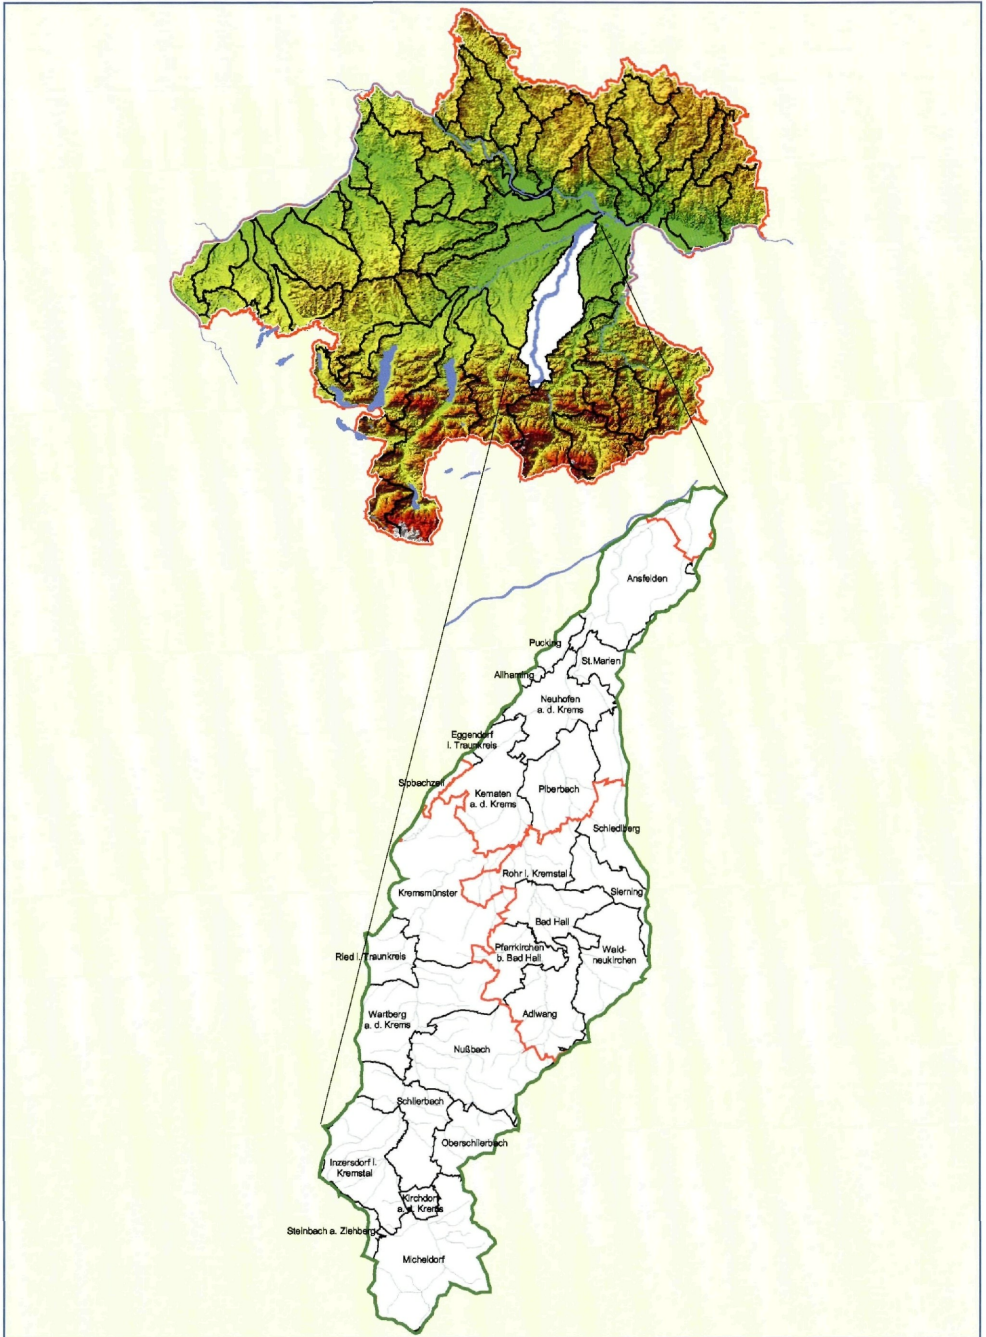 Ansfelden
Pucking
St. Marien
Allhaming
Neuhofen
a. d. Krems
Eggendorf
i. Traunkreis
Sipbachzell
Kematen
a. d. Krems
Piberbach
Schiedlberg
Rohr i. Kremstal
Kremsmünster
Sierning
Bad Hall
Pfarrkirchen
b. Bad Hall
Wald-
neukirchen
Ried i. Traunkreis
Adlwang
Wartberg
a. d. Krems
Nußbach
Schlierbach
Oberschlierbach
Inzersdorf i.
Kremstal
Kirchdorf
a. d. Krems
Steinbach a. Ziehberg
Micheldorf